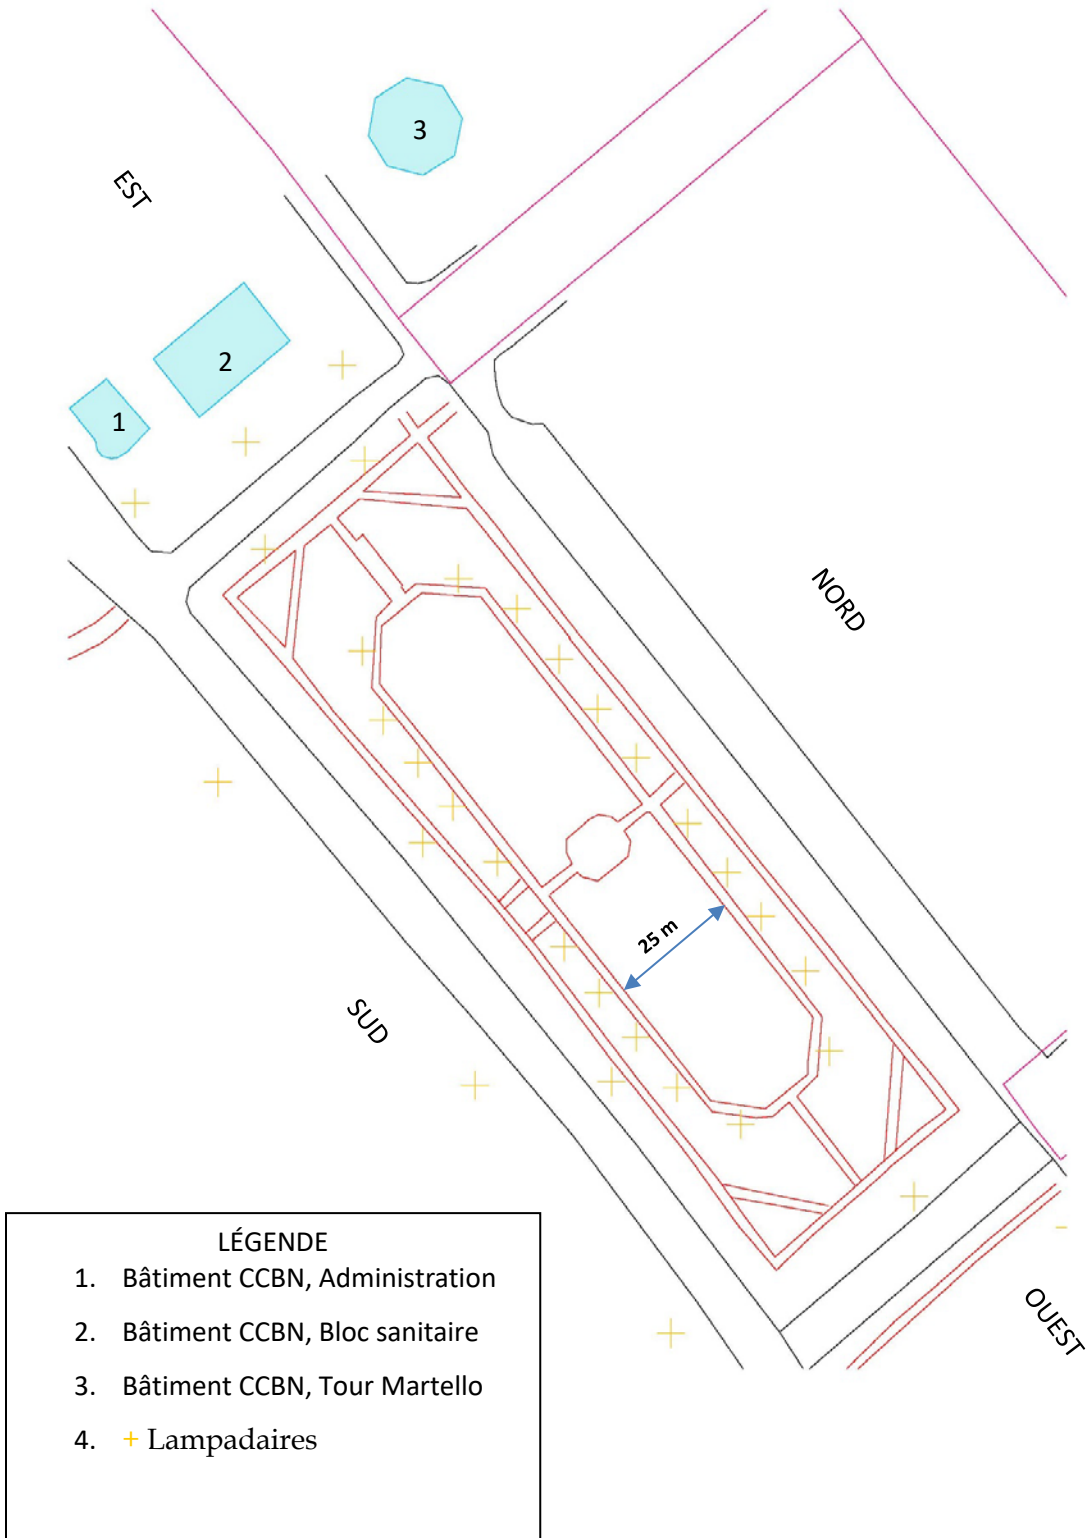 3
EST
2
1
NORD
25 m
SUD
OUEST
LÉGENDE
1. Bâtiment CCBN, Administration
2. Bâtiment CCBN, Bloc sanitaire
3. Bâtiment CCBN, Tour Martello
4. + Lampadaires